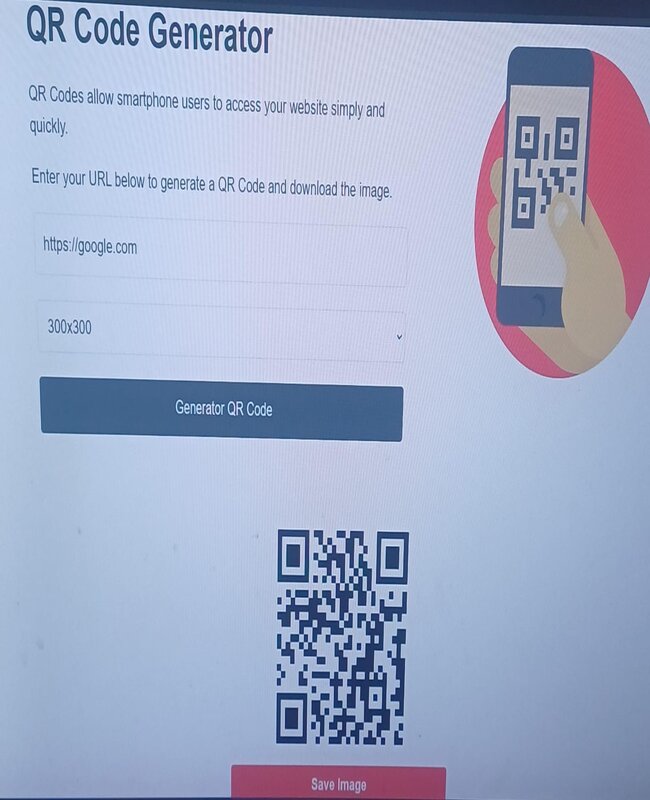 QR Code Generator
QR Codes allow smartphone users to access your website simply and
quickly.
Enter your URL below to generate a QR Code and download the image.
https://google.com
300x300
Generator QR Code
Save Image